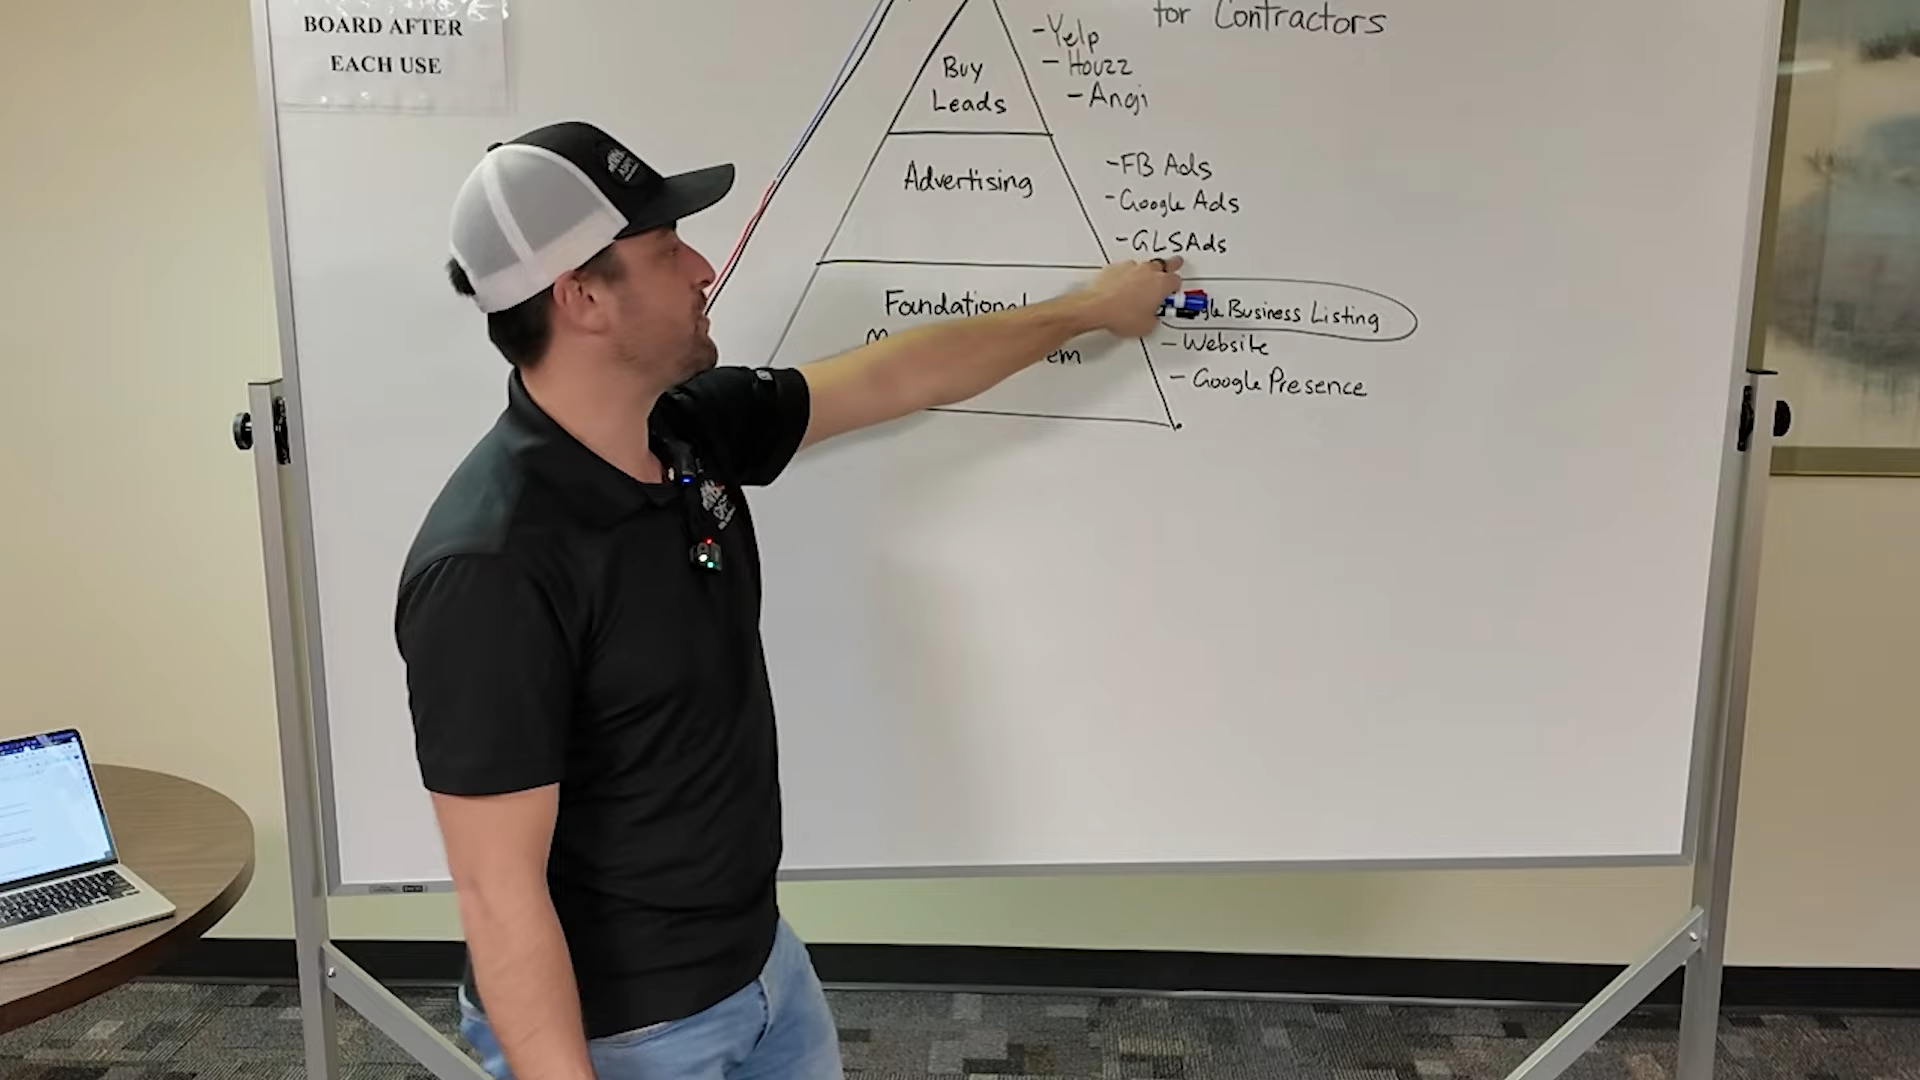 BOARD AFTER
EACH USE
for Contractors
Buy
Leads
-Yelp
- Houzz
- Angi
Advertising
-FB Ads
-Google Ads
-GLSAds
Foundational
Business Listing
- Website
- Google Presence